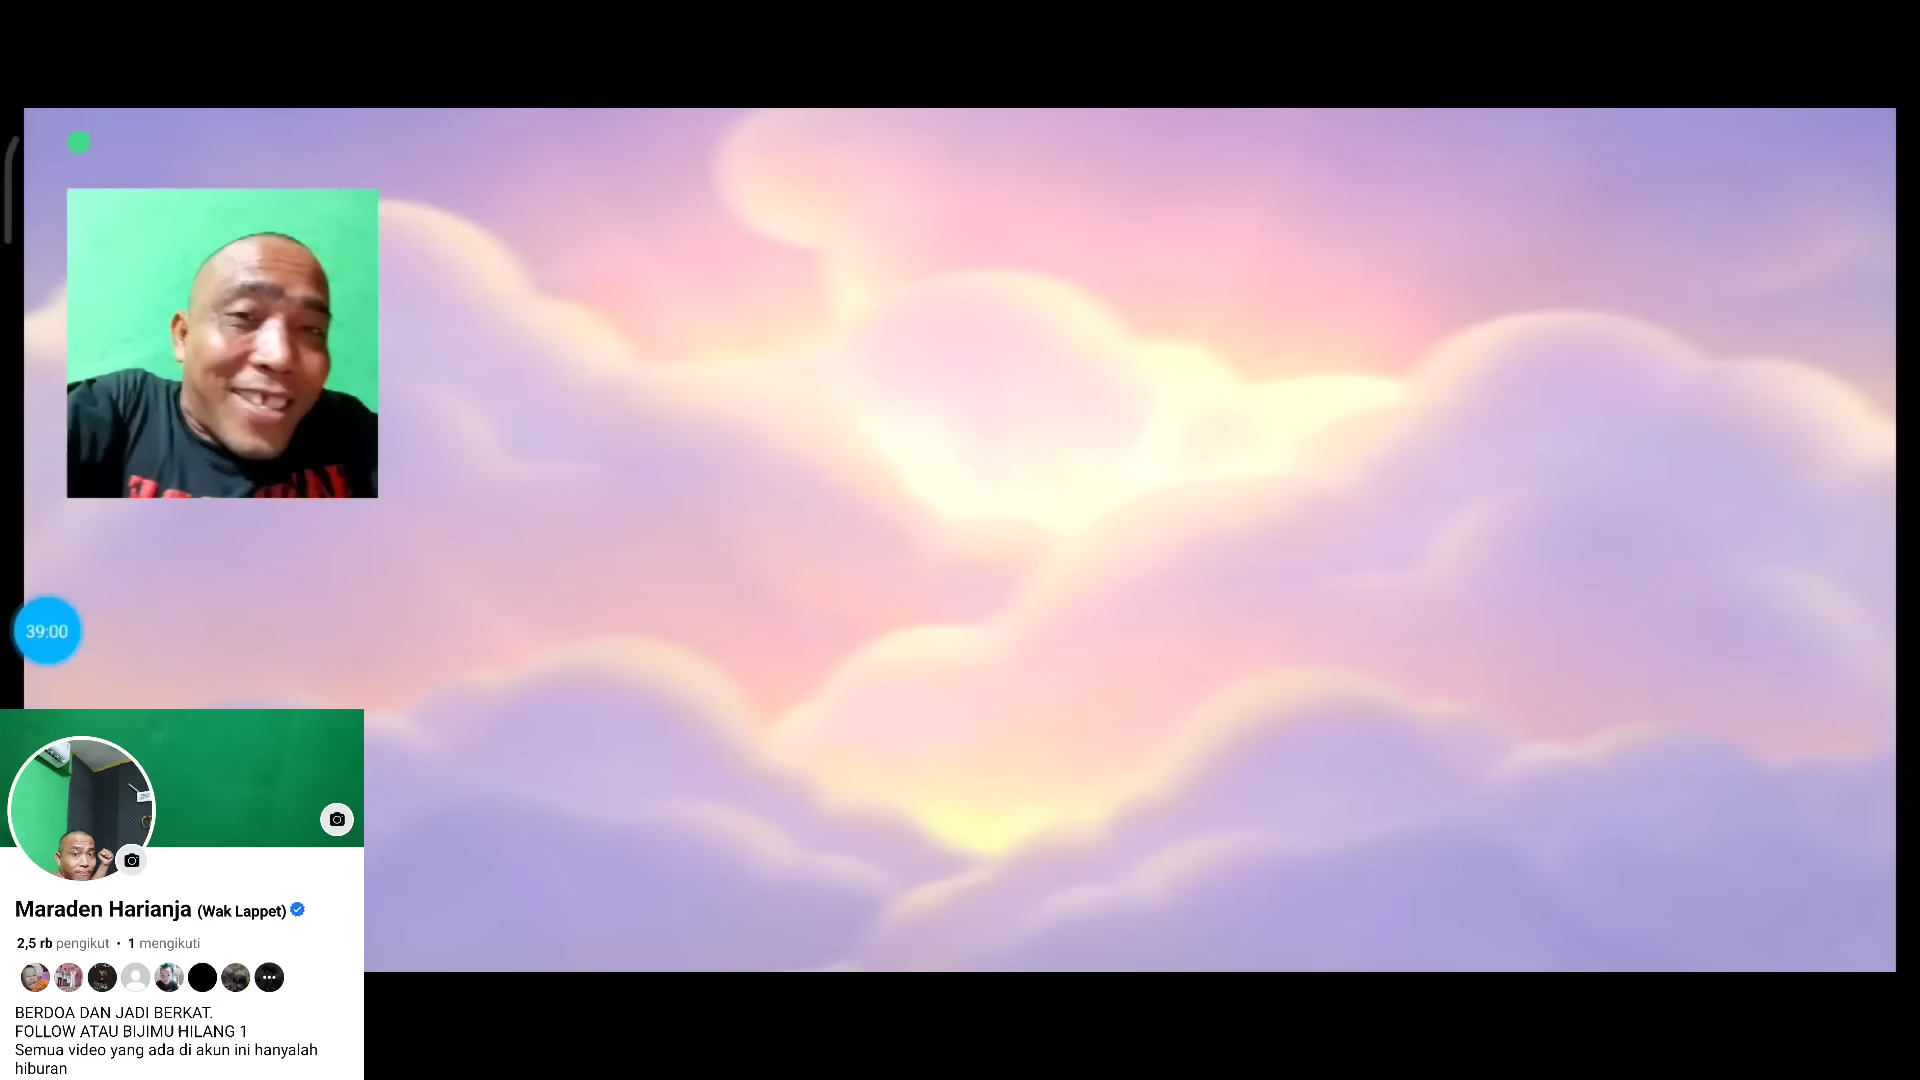 39:00
Maraden Harianja (Wak Lappet)
2,5 rb pengikut • 1 mengikuti
BERDOA DAN JADI BERKAT.
FOLLOW ATAU BIJIMU HILANG 1
Semua video yang ada di akun ini hanyalah
hiburan